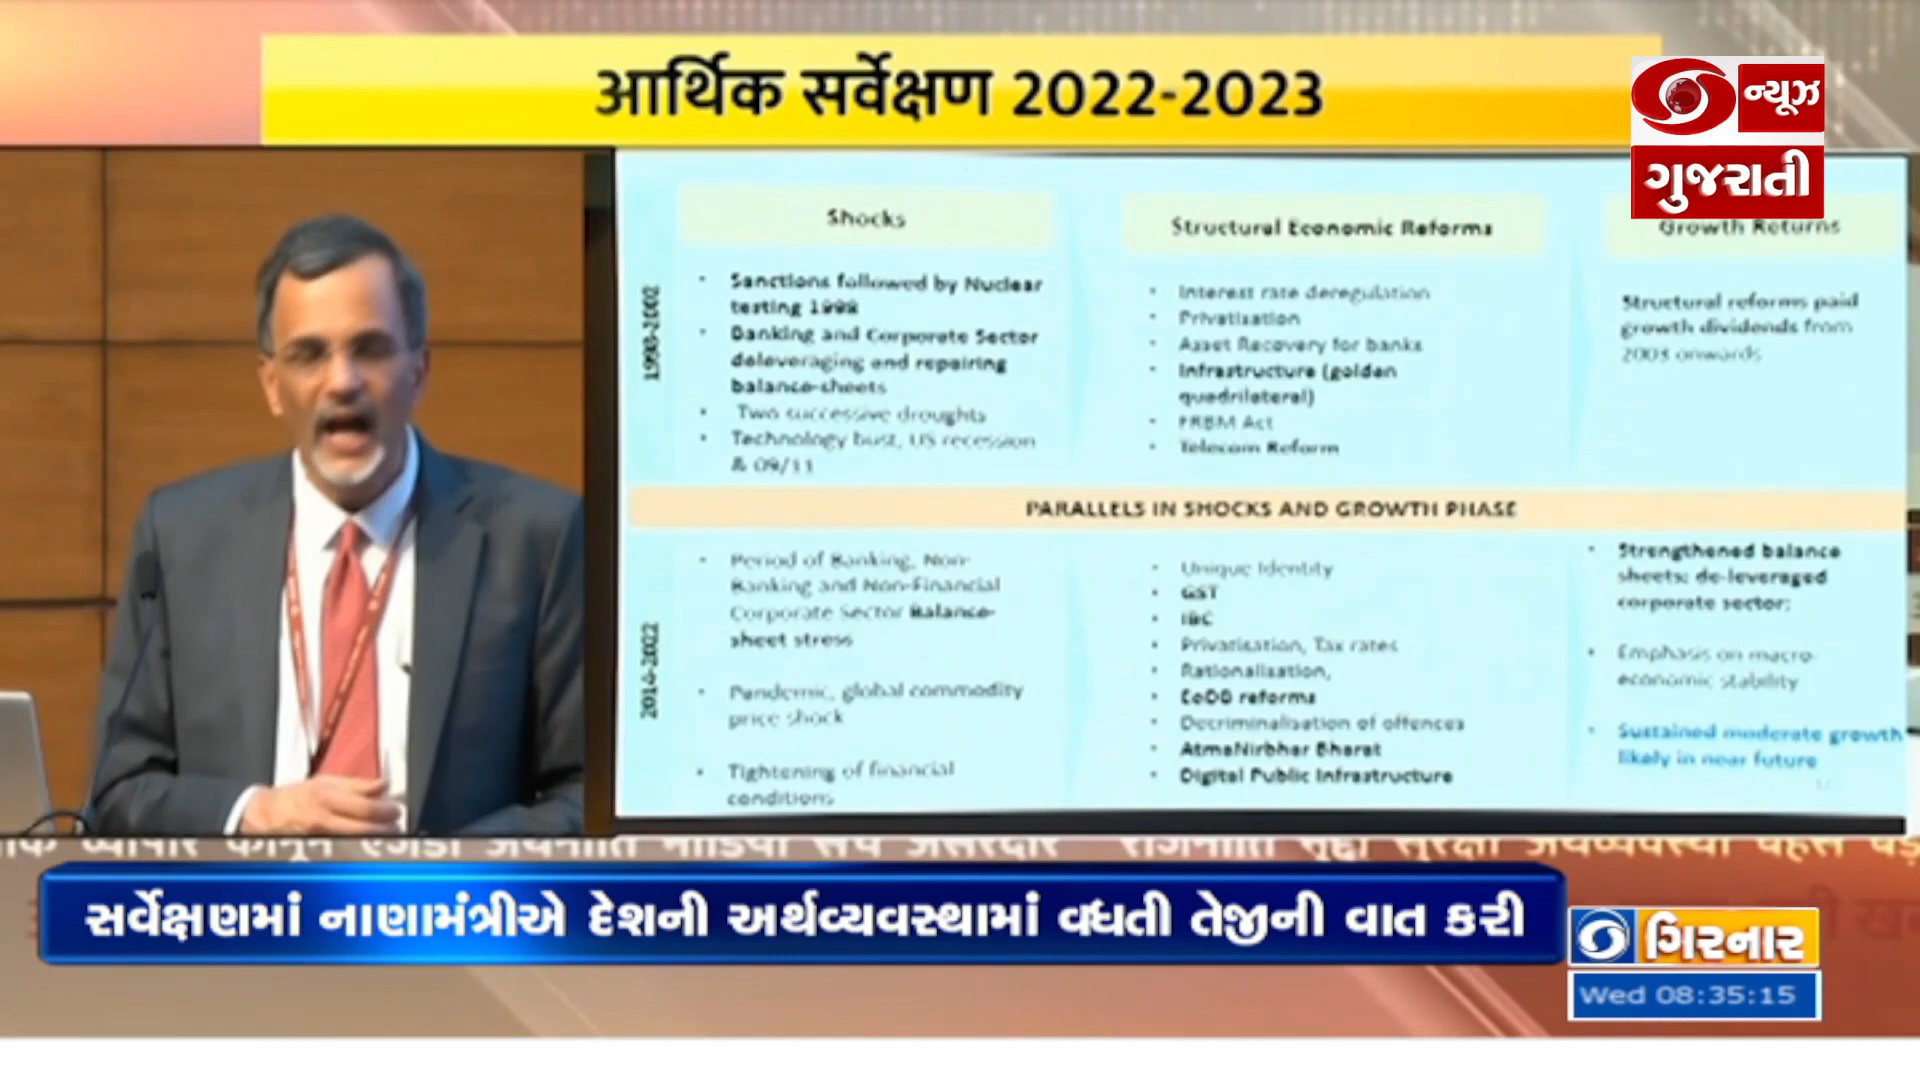 आर्थिक सर्वेक्षण 2022-2023
ન્યૂઝ
ગુજરાતી
Shocks
Structural Economic Reforms
Growth Returns
1998-2002
Sanctions followed by Nuclear
testing 1998
Banking and Corporate Sector
deleveraging and repairing
balance-sheets
Two successive droughts
Technology bust, US recession
& 09/11
Interest rate deregulation
Privatisation
Asset Recovery for banks
Infrastructure (golden
quadrilateral)
FRBM Act
Telecom Reform
Structural reforms paid
growth dividends from
2003 onwards
PARALLELS IN SHOCKS AND GROWTH PHASE
2014-2022
Period of Banking, Non-
Banking and Non-Financial
Corporate Sector Balance-
sheet stress
Pandemic, global commodity
price shock
Tightening of financial
conditions
Unique Identity
GST
IBC
Privatisation, Tax rates
Rationalisation,
EoDB reforms
Decriminalisation of offences
AtmaNirbhar Bharat
Digital Public Infrastructure
Strengthened balance
sheets; de-leveraged
corporate sector;
Emphasis on macro-
economic stability
Sustained moderate growth
likely in near future
સર્વેક્ષણમાં નાણામંત્રીએ દેશની અર્થવ્યવસ્થામાં વધતી તેજીની વાત કરી
ગિરનાર
Wed 08:35:15